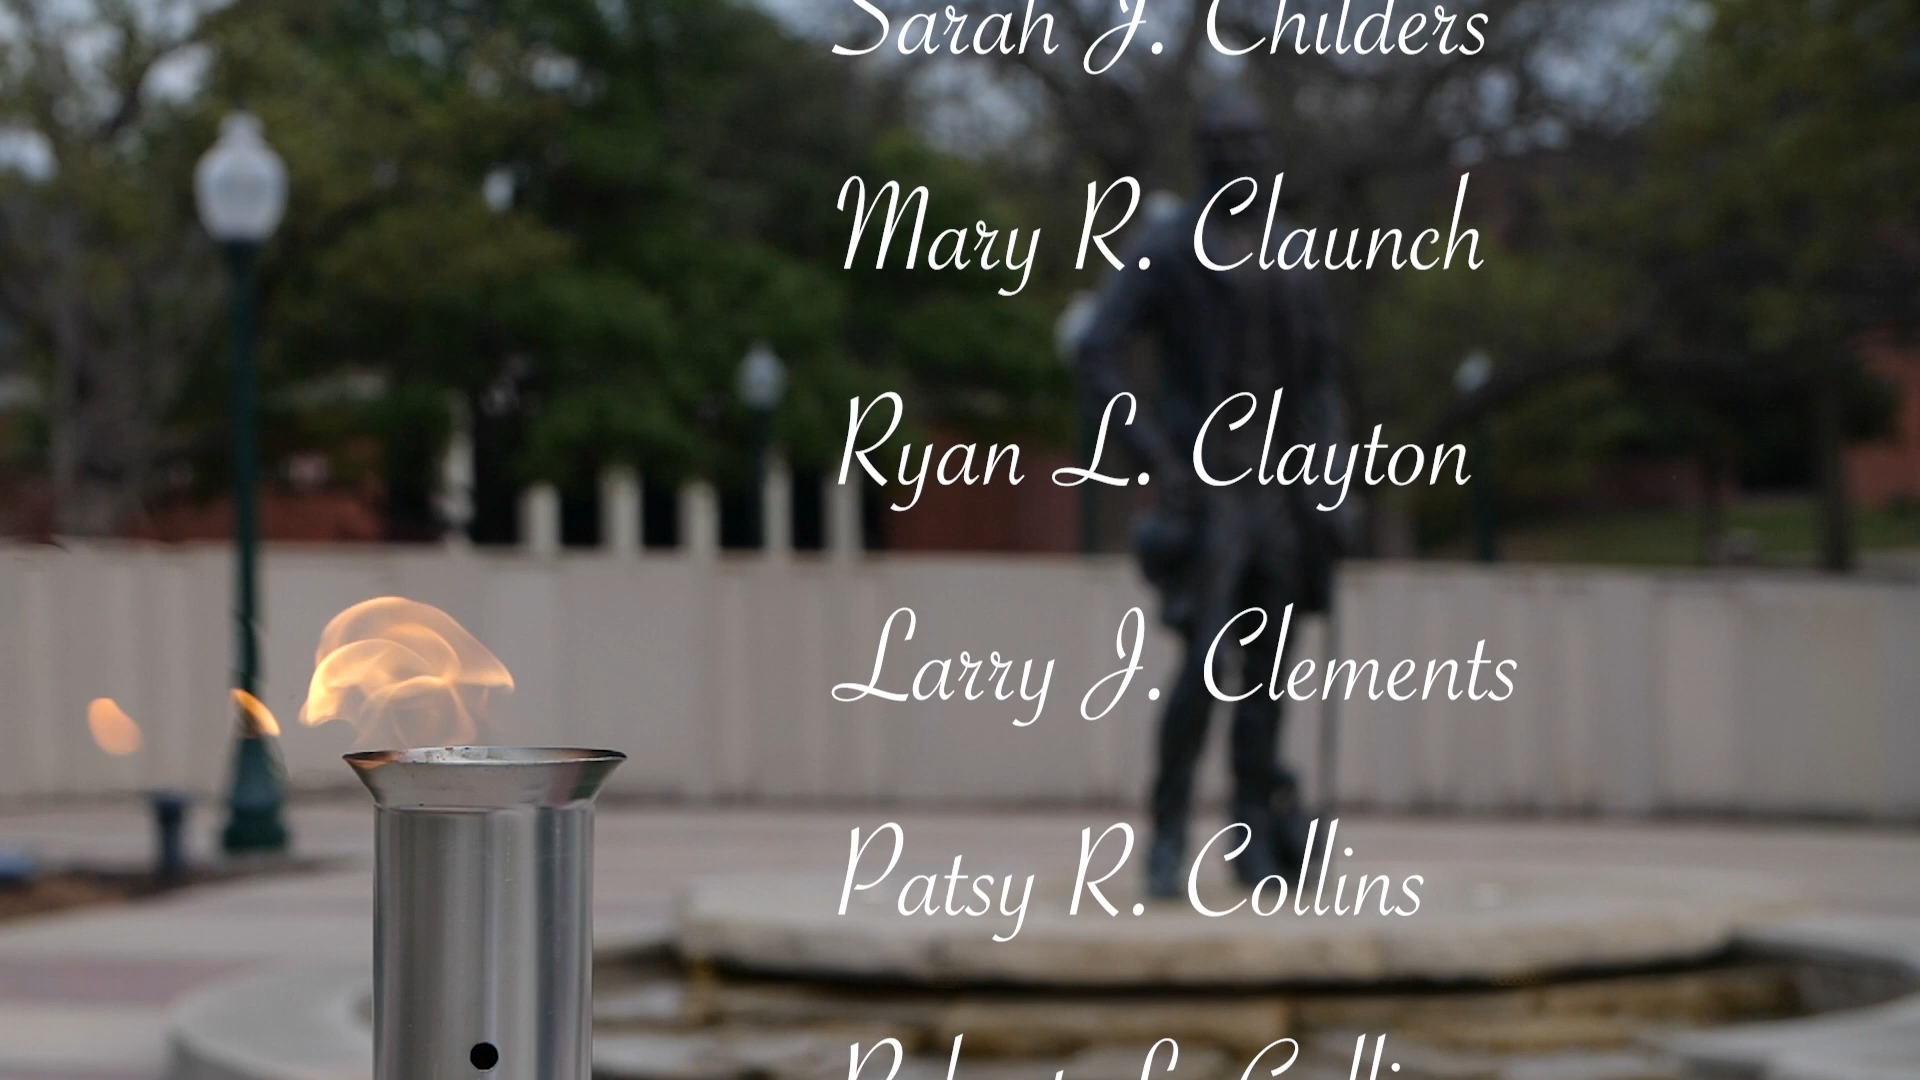 Sarah J. Childers
Mary R. Claunch
Ryan L. Clayton
Larry J. Clements
Patsy R. Collins